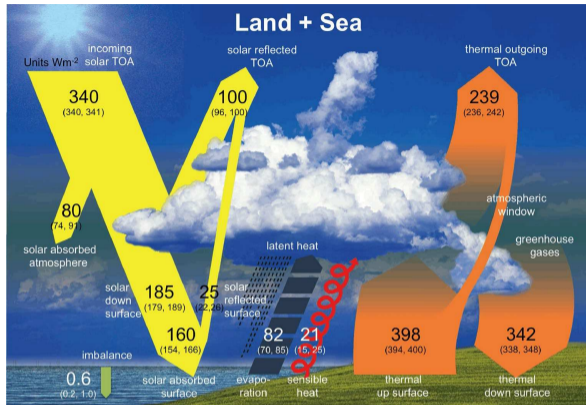 Land + Sea
Units Wm-2
incoming
solar TOA
solar reflected
TOA
thermal outgoing
TOA
340
(340, 341)
100
(96, 100)
239
(236, 242)
80
(74, 91)
solar absorbed
atmosphere
atmospheric
window
greenhouse
gases
latent heat
solar
down
surface
185
(179, 189)
25
(22,26)
solar
reflected
surface
160
(154, 166)
82
(70, 85)
21
(15, 25)
398
(394, 400)
342
(338, 348)
imbalance
0.6
(0.2, 1.0)
solar absorbed
surface
evapo-
ration
sensible
heat
thermal
up surface
thermal
down surface